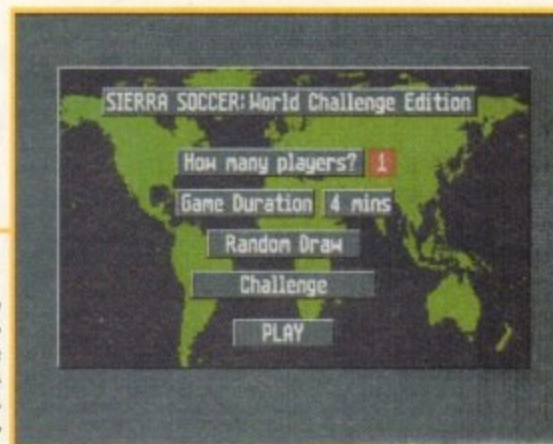 SIERRA SOCCER: World Challenge Edition
How many players? 1
Game Duration 4 mins
Random Draw
Challenge
PLAY